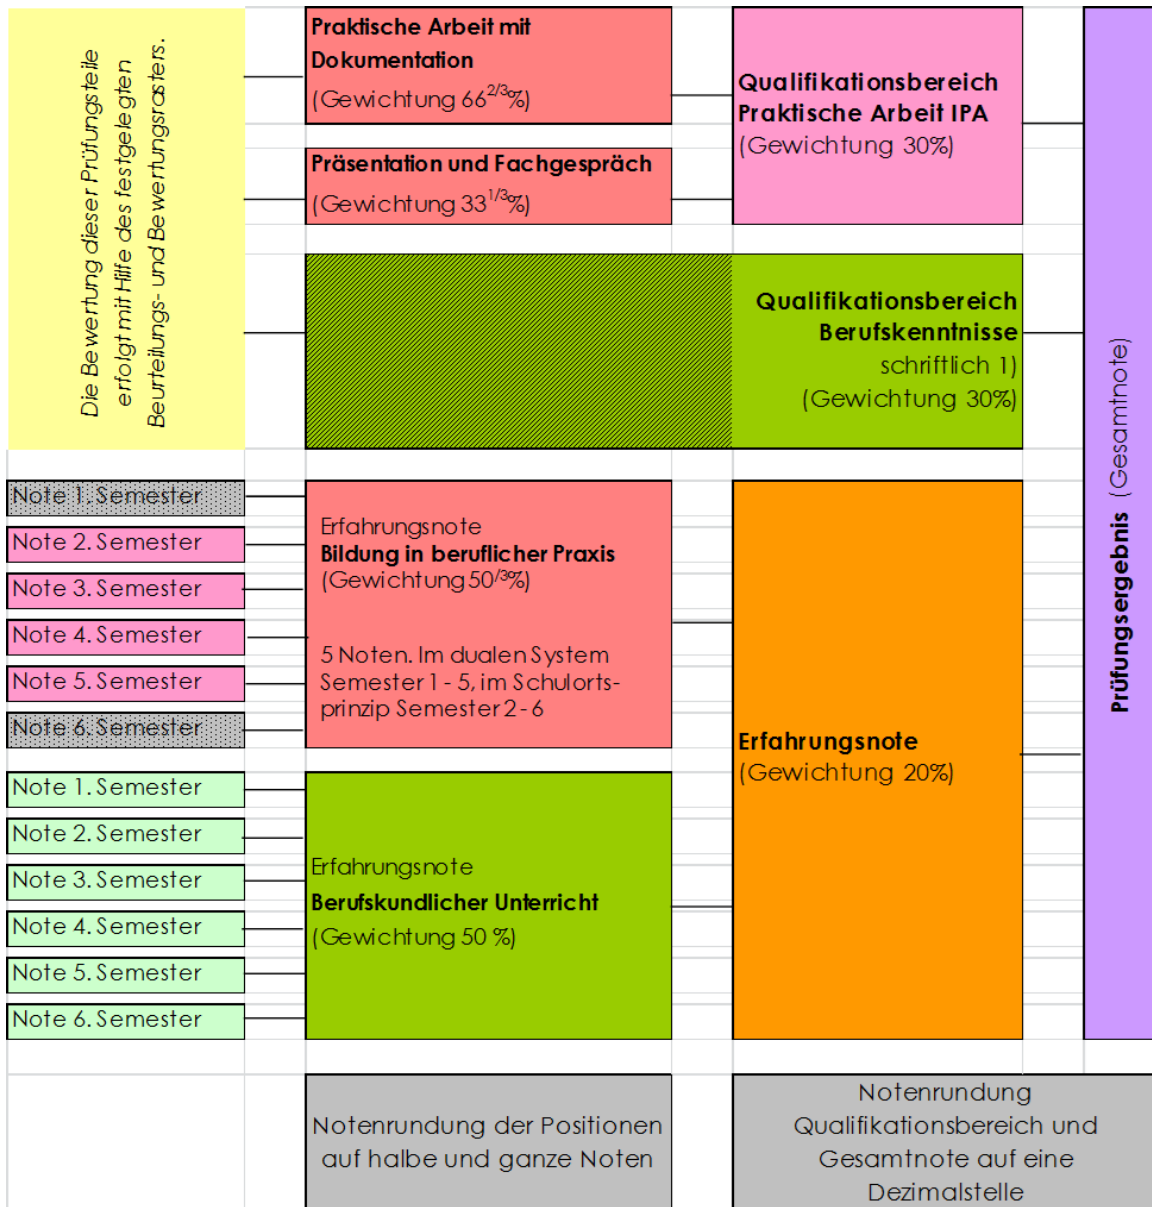 Die Bewertung dieser Prüfungsteile
erfolgt mit Hilfe des festgelegten
Beurteilungs- und Bewertungsrasters.
Praktische Arbeit mit
Dokumentation
(Gewichtung 66 2/3%)
Präsentation und Fachgespräch
(Gewichtung 33 1/3%)
Qualifikationsbereich
Praktische Arbeit IPA
(Gewichtung 30%)
Qualifikationsbereich
Berufskenntnisse
schriftlich 1)
(Gewichtung 30%)
Prüfungsergebnis (Gesamtnote)
Note 1. Semester
Note 2. Semester
Note 3. Semester
Note 4. Semester
Note 5. Semester
Note 6. Semester
Erfahrungsnote
Bildung in beruflicher Praxis
(Gewichtung 50/3%)
5 Noten. Im dualen System
Semester 1 - 5, im Schulorts-
prinzip Semester 2 - 6
Note 1. Semester
Note 2. Semester
Note 3. Semester
Note 4. Semester
Note 5. Semester
Note 6. Semester
Erfahrungsnote
Berufskundlicher Unterricht
(Gewichtung 50 %)
Erfahrungsnote
(Gewichtung 20%)
Notenrundung der Positionen
auf halbe und ganze Noten
Notenrundung
Qualifikationsbereich und
Gesamtnote auf eine
Dezimalstelle